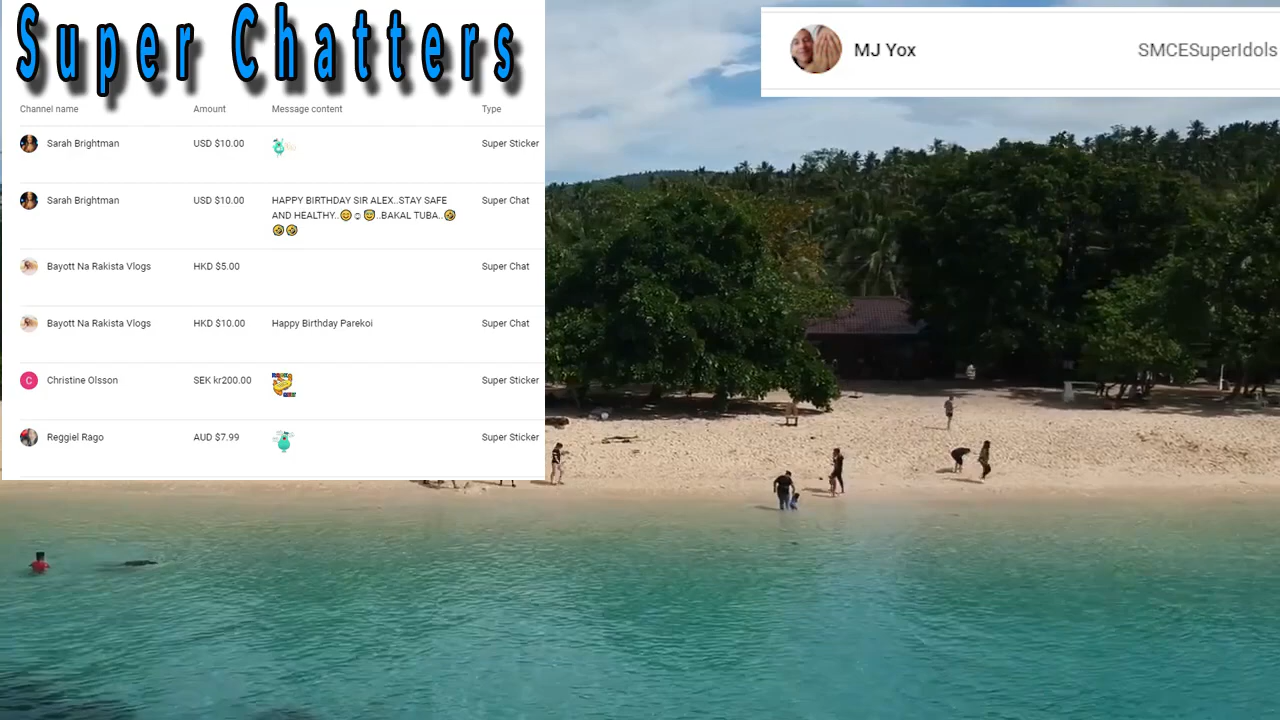 Super Chatters
Channel name Amount Message content Type
Sarah Brightman USD $10.00 Super Sticker
Sarah Brightman USD $10.00 HAPPY BIRTHDAY SIR ALEX..STAY SAFE Super Chat
AND HEALTHY..😊☺😇..BAKAL TUBA..🤣
🤣🤣
Bayott Na Rakista Vlogs HKD $5.00 Super Chat
Bayott Na Rakista Vlogs HKD $10.00 Happy Birthday Parekoi Super Chat
C Christine Olsson SEK kr200.00 Super Sticker
Reggiel Rago AUD $7.99 Super Sticker
MJ Yox SMCESuperIdols